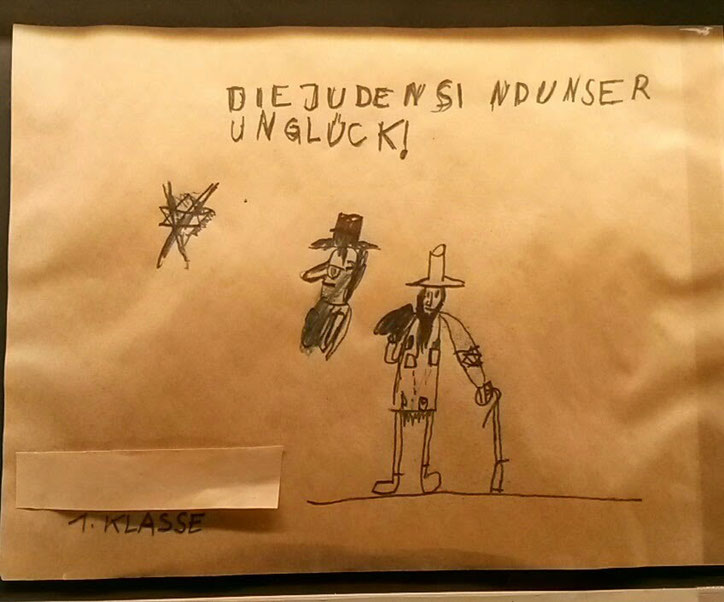 DIEJUDENSI NDUNSER
UNGLÜCK!
1. KLASSE